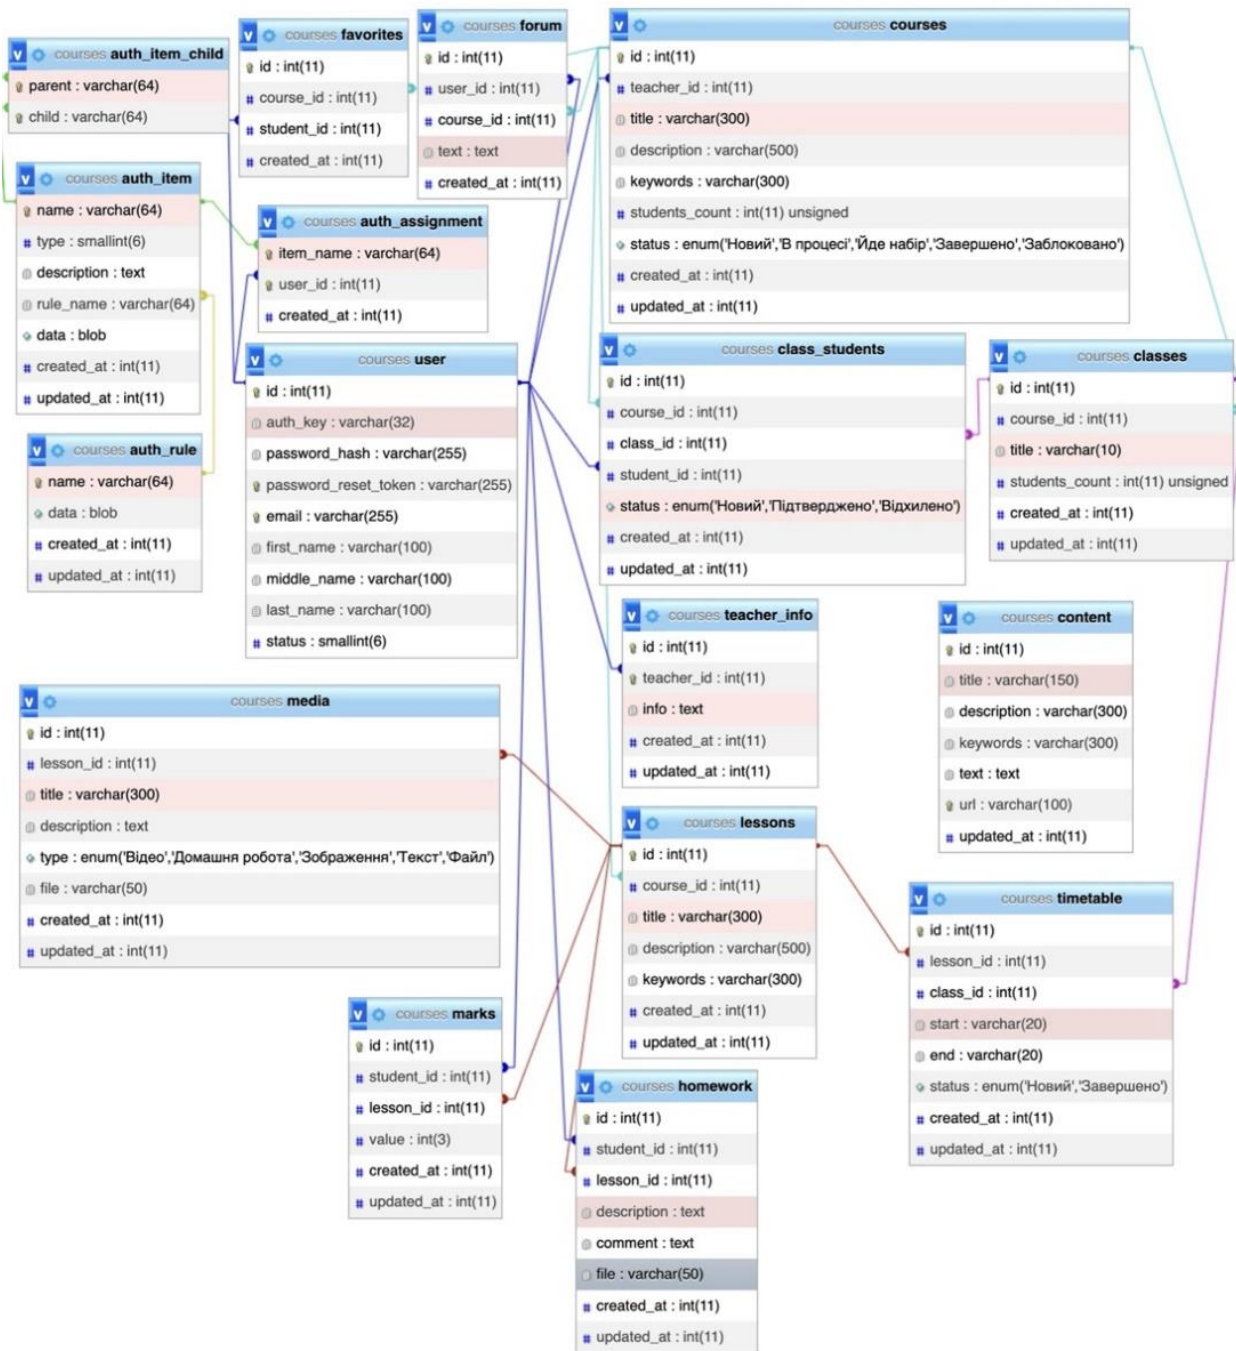 courses auth_item_child
parent : varchar(64)
child : varchar(64)
courses favorites
id : int(11)
course_id : int(11)
student_id : int(11)
created_at : int(11)
courses forum
id : int(11)
user_id : int(11)
course_id : int(11)
text : text
created_at : int(11)
courses courses
id : int(11)
teacher_id : int(11)
title : varchar(300)
description : varchar(500)
keywords : varchar(300)
students_count : int(11) unsigned
status : enum('Новий','В процесі','Йде набір','Завершено','Заблоковано')
created_at : int(11)
updated_at : int(11)
courses auth_item
name : varchar(64)
type : smallint(6)
description : text
rule_name : varchar(64)
data : blob
created_at : int(11)
updated_at : int(11)
courses auth_assignment
item_name : varchar(64)
user_id : int(11)
created_at : int(11)
courses user
id : int(11)
auth_key : varchar(32)
password_hash : varchar(255)
password_reset_token : varchar(255)
email : varchar(255)
first_name : varchar(100)
middle_name : varchar(100)
last_name : varchar(100)
status : smallint(6)
courses class_students
id : int(11)
course_id : int(11)
class_id : int(11)
student_id : int(11)
status : enum('Новий','Підтверджено','Відхилено')
created_at : int(11)
updated_at : int(11)
courses classes
id : int(11)
course_id : int(11)
title : varchar(10)
students_count : int(11) unsigned
created_at : int(11)
updated_at : int(11)
courses auth_rule
name : varchar(64)
data : blob
created_at : int(11)
updated_at : int(11)
courses teacher_info
id : int(11)
teacher_id : int(11)
info : text
created_at : int(11)
updated_at : int(11)
courses content
id : int(11)
title : varchar(150)
description : varchar(300)
keywords : varchar(300)
text : text
url : varchar(100)
updated_at : int(11)
courses media
id : int(11)
lesson_id : int(11)
title : varchar(300)
description : text
type : enum('Відео','Домашня робота','Зображення','Текст','Файл')
file : varchar(50)
created_at : int(11)
updated_at : int(11)
courses lessons
id : int(11)
course_id : int(11)
title : varchar(300)
description : varchar(500)
keywords : varchar(300)
created_at : int(11)
updated_at : int(11)
courses timetable
id : int(11)
lesson_id : int(11)
class_id : int(11)
start : varchar(20)
end : varchar(20)
status : enum('Новий','Завершено')
created_at : int(11)
updated_at : int(11)
courses marks
id : int(11)
student_id : int(11)
lesson_id : int(11)
value : int(3)
created_at : int(11)
updated_at : int(11)
courses homework
id : int(11)
student_id : int(11)
lesson_id : int(11)
description : text
comment : text
file : varchar(50)
created_at : int(11)
updated_at : int(11)